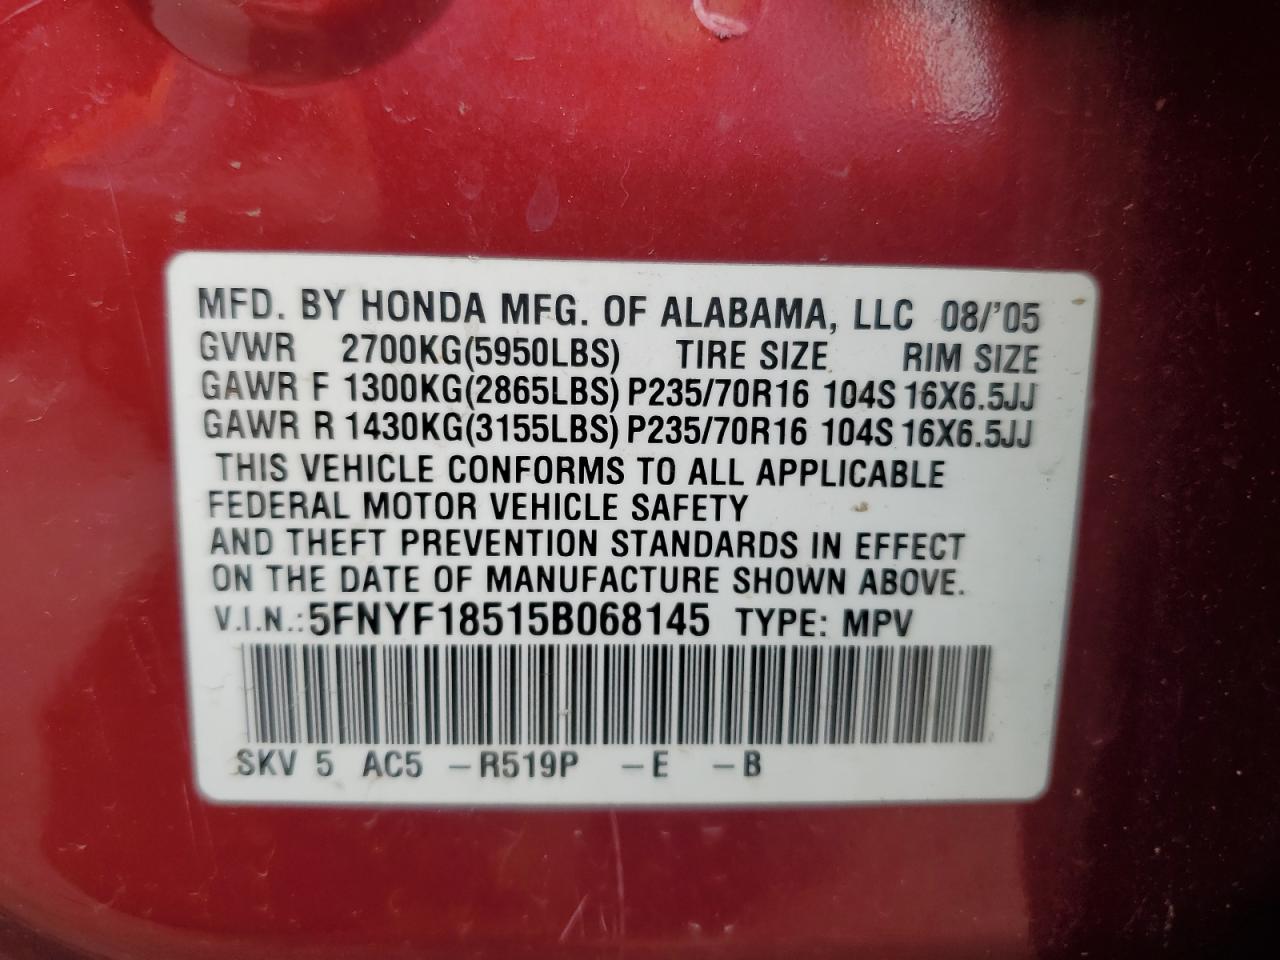 MFD. BY HONDA MFG. OF ALABAMA, LLC 08/'05
GVWR 2700KG(5950LBS) TIRE SIZE RIM SIZE
GAWR F 1300KG(2865LBS) P235/70R16 104S 16X6.5JJ
GAWR R 1430KG(3155LBS) P235/70R16 104S 16X6.5JJ
THIS VEHICLE CONFORMS TO ALL APPLICABLE
FEDERAL MOTOR VEHICLE SAFETY
AND THEFT PREVENTION STANDARDS IN EFFECT
ON THE DATE OF MANUFACTURE SHOWN ABOVE.
V.I.N.: 5FNYF18515B068145 TYPE: MPV
SKV 5 AC5 -R519P -E -B